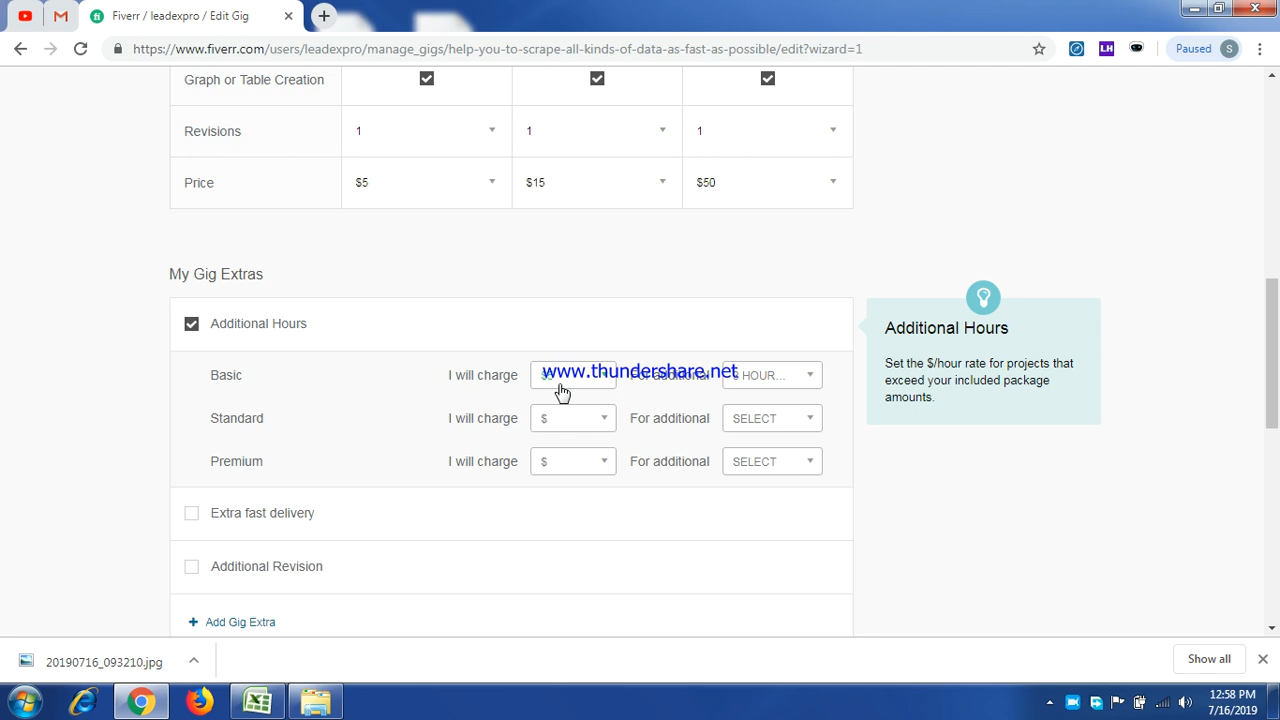 Fiverr / leadexpro / Edit Gig
https://www.fiverr.com/users/leadexpro/manage_gigs/help-you-to-scrape-all-kinds-of-data-as-fast-as-possible/edit?wizard=1
LH
Paused S
Graph or Table Creation
Revisions 1 1 1
Price $5 $15 $50
My Gig Extras
Additional Hours
Basic I will charge For additional HOUR...
www.thundershare.net
Standard I will charge $ For additional SELECT
Premium I will charge $ For additional SELECT
Extra fast delivery
Additional Revision
+ Add Gig Extra
Additional Hours
Set the $/hour rate for projects that
exceed your included package
amounts.
20190716_093210.jpg
Show all
12:58 PM
7/16/2019